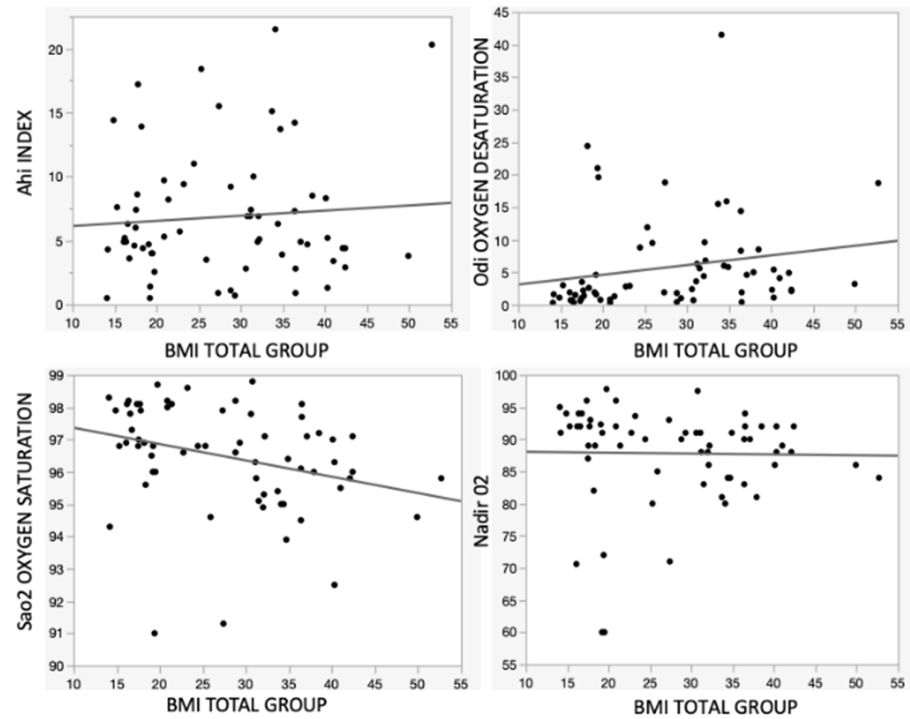 Ahi INDEX
20
15
10
5
0
10 15 20 25 30 35 40 45 50 55
BMI TOTAL GROUP
Odi OXYGEN DESATURATION
45
40
35
30
25
20
15
10
5
0
10 15 20 25 30 35 40 45 50 55
BMI TOTAL GROUP
Sao2 OXYGEN SATURATION
99
98
97
96
95
94
93
92
91
90
10 15 20 25 30 35 40 45 50 55
BMI TOTAL GROUP
Nadir 02
100
95
90
85
80
75
70
65
60
55
10 15 20 25 30 35 40 45 50 55
BMI TOTAL GROUP